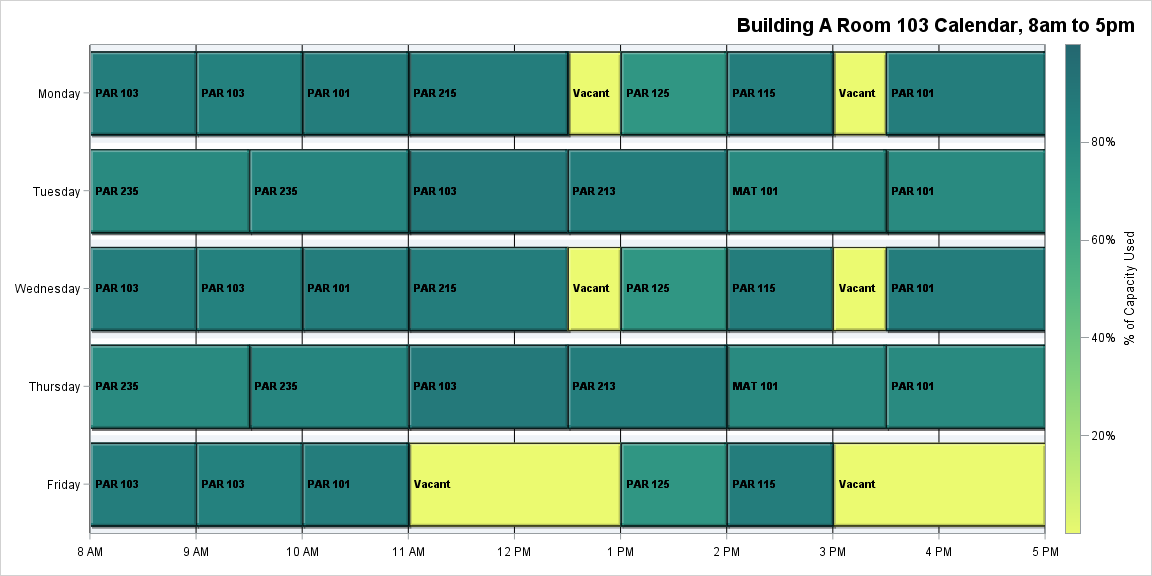 Building A Room 103 Calendar, 8am to 5pm
Monday
PAR 103
PAR 103
PAR 101
PAR 215
Vacant
PAR 125
PAR 115
Vacant
PAR 101
Tuesday
PAR 235
PAR 235
PAR 103
PAR 213
MAT 101
PAR 101
Wednesday
PAR 103
PAR 103
PAR 101
PAR 215
Vacant
PAR 125
PAR 115
Vacant
PAR 101
Thursday
PAR 235
PAR 235
PAR 103
PAR 213
MAT 101
PAR 101
Friday
PAR 103
PAR 103
PAR 101
Vacant
PAR 125
PAR 115
Vacant
8 AM
9 AM
10 AM
11 AM
12 PM
1 PM
2 PM
3 PM
4 PM
5 PM
80%
60%
40%
20%
% of Capacity Used